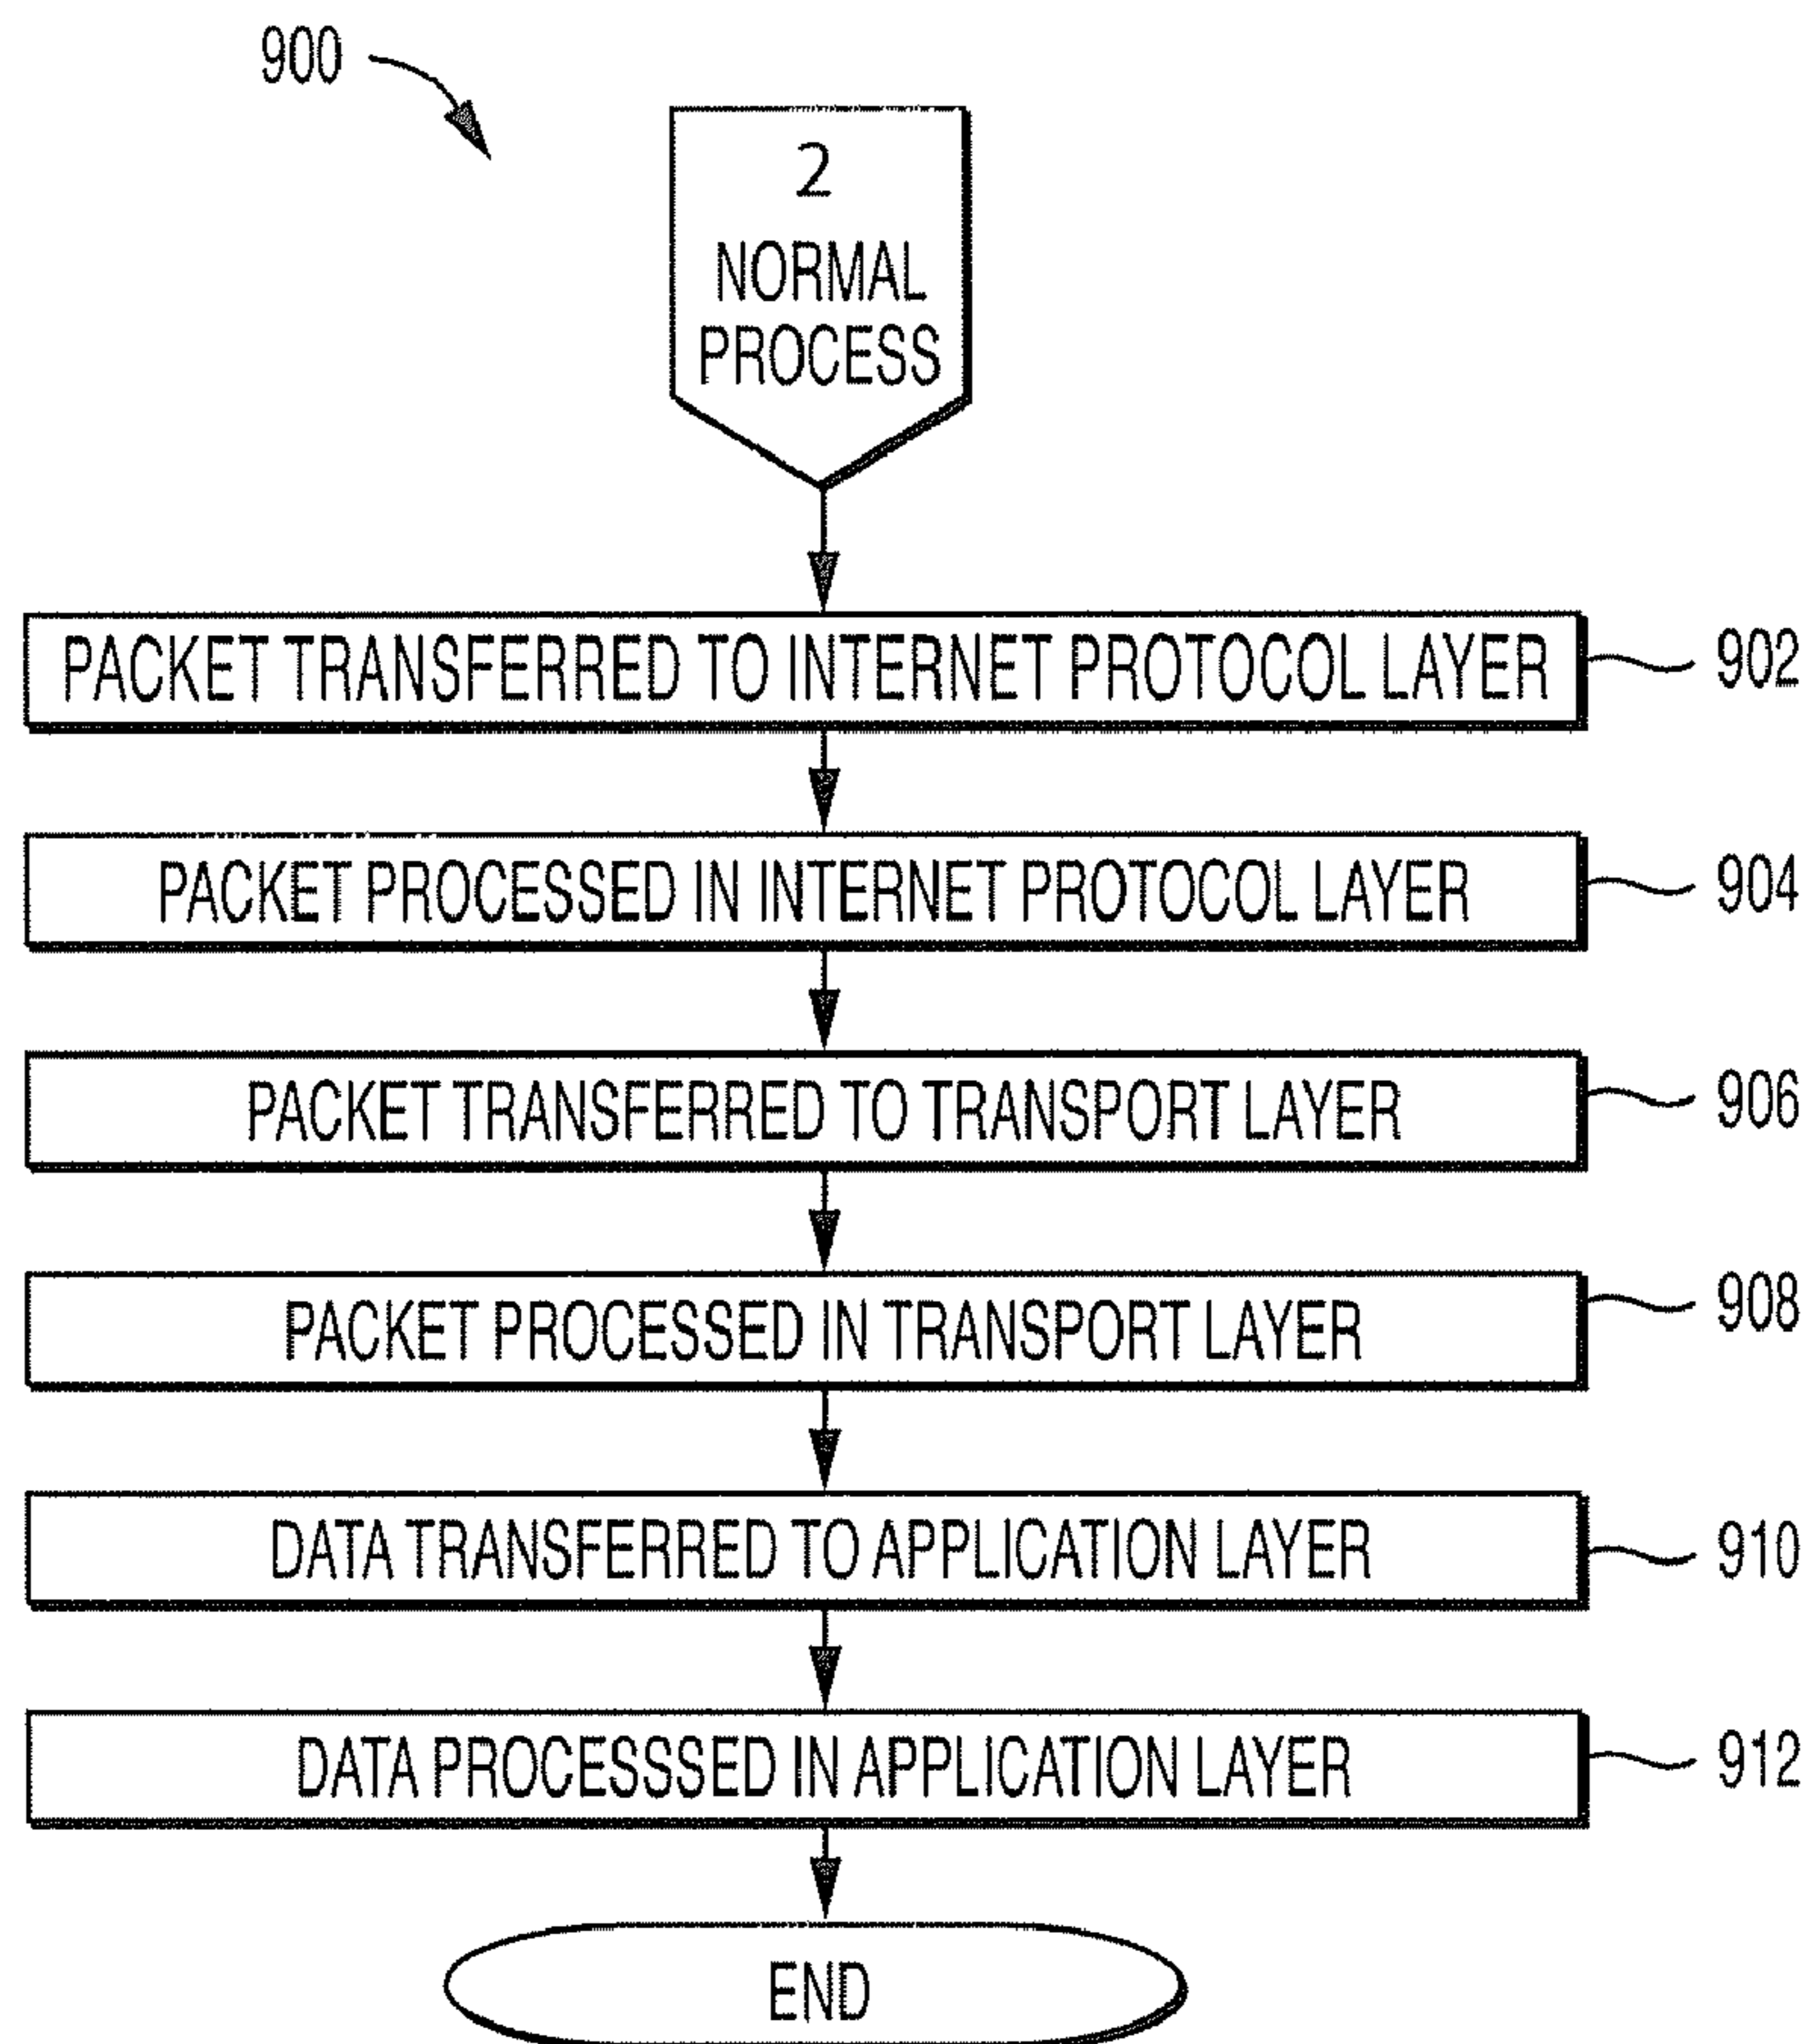 900
2
NORMAL
PROCESS
PACKET TRANSFERRED TO INTERNET PROTOCOL LAYER 902
PACKET PROCESSED IN INTERNET PROTOCOL LAYER 904
PACKET TRANSFERRED TO TRANSPORT LAYER 906
PACKET PROCESSED IN TRANSPORT LAYER 908
DATA TRANSFERRED TO APPLICATION LAYER 910
DATA PROCESSSED IN APPLICATION LAYER 912
END